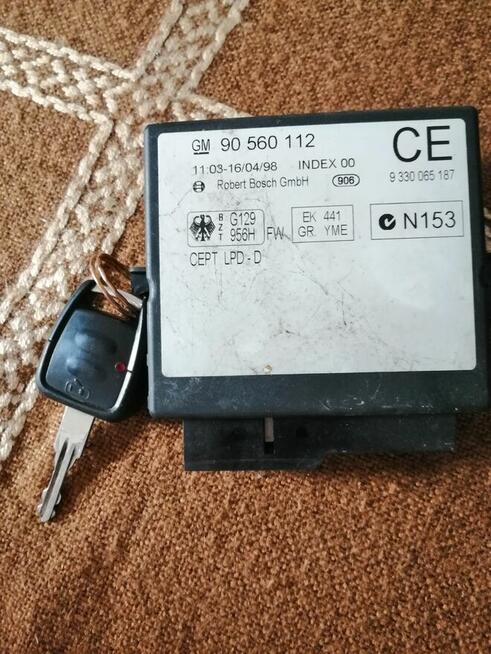 GM 90 560 112
CE
11:03-16/04/98 INDEX 00
Robert Bosch GmbH 906
9 330 065 187
BZT G129 956H FW
EK 441
GR. YME
N153
CEPT LPD-D